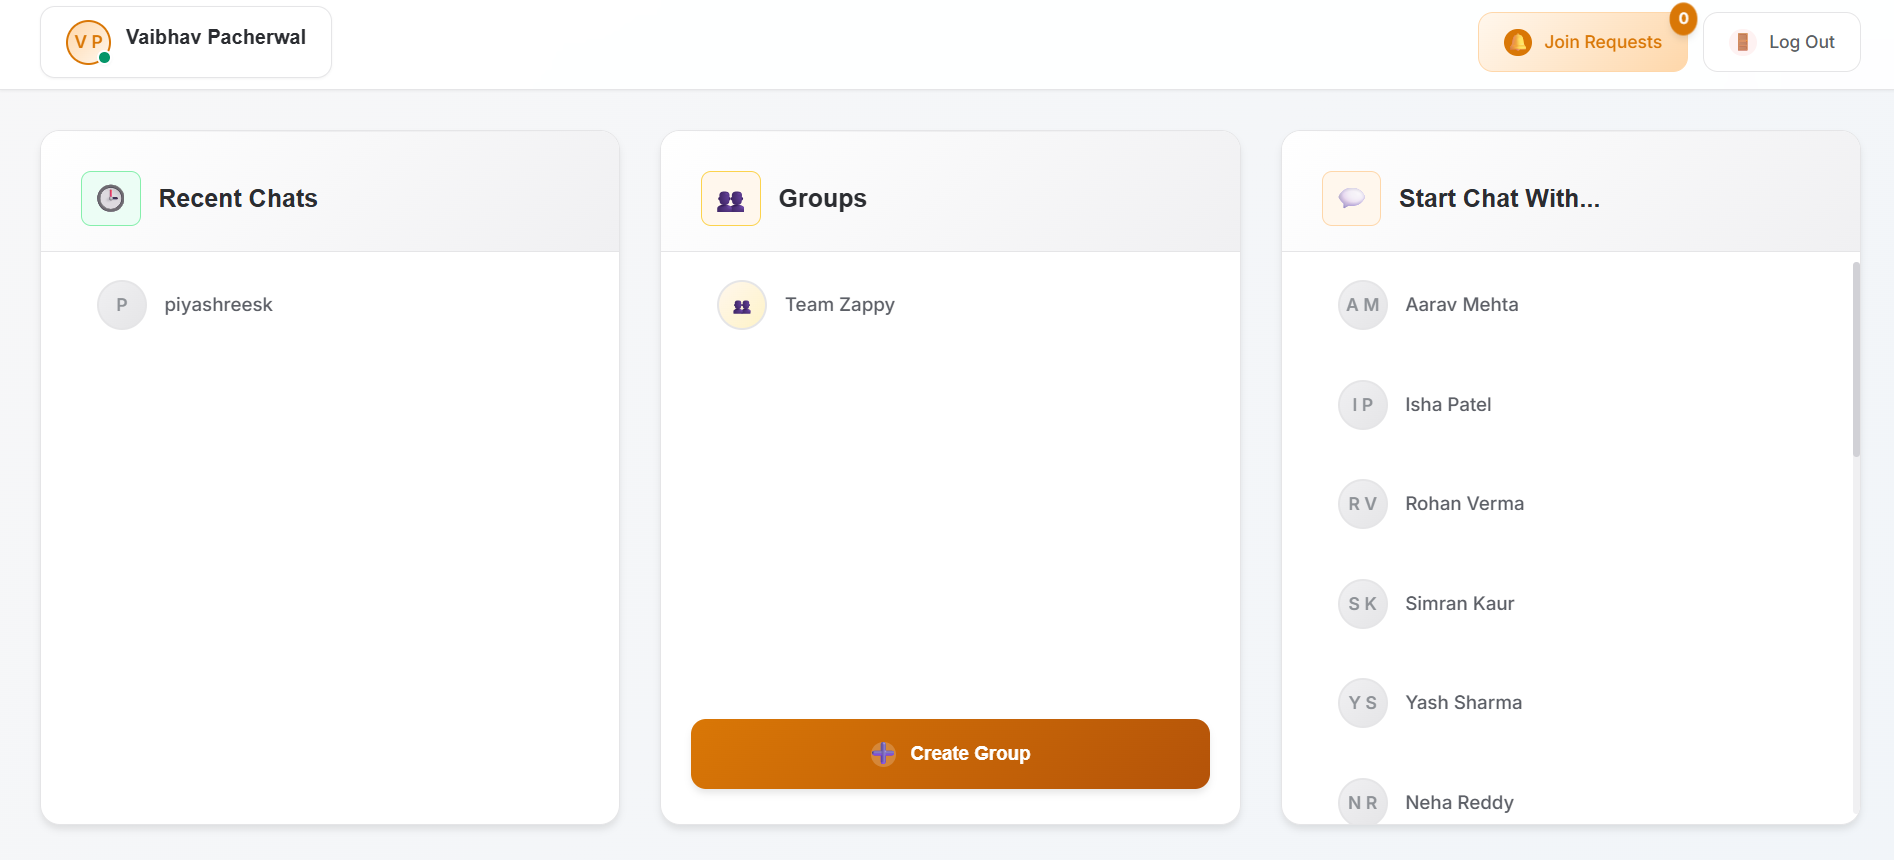 V P
Vaibhav Pacherwal
Join Requests
0
Log Out
Recent Chats
P
piyashreesk
Groups
Team Zappy
Create Group
Start Chat With...
A M
Aarav Mehta
I P
Isha Patel
R V
Rohan Verma
S K
Simran Kaur
Y S
Yash Sharma
N R
Neha Reddy